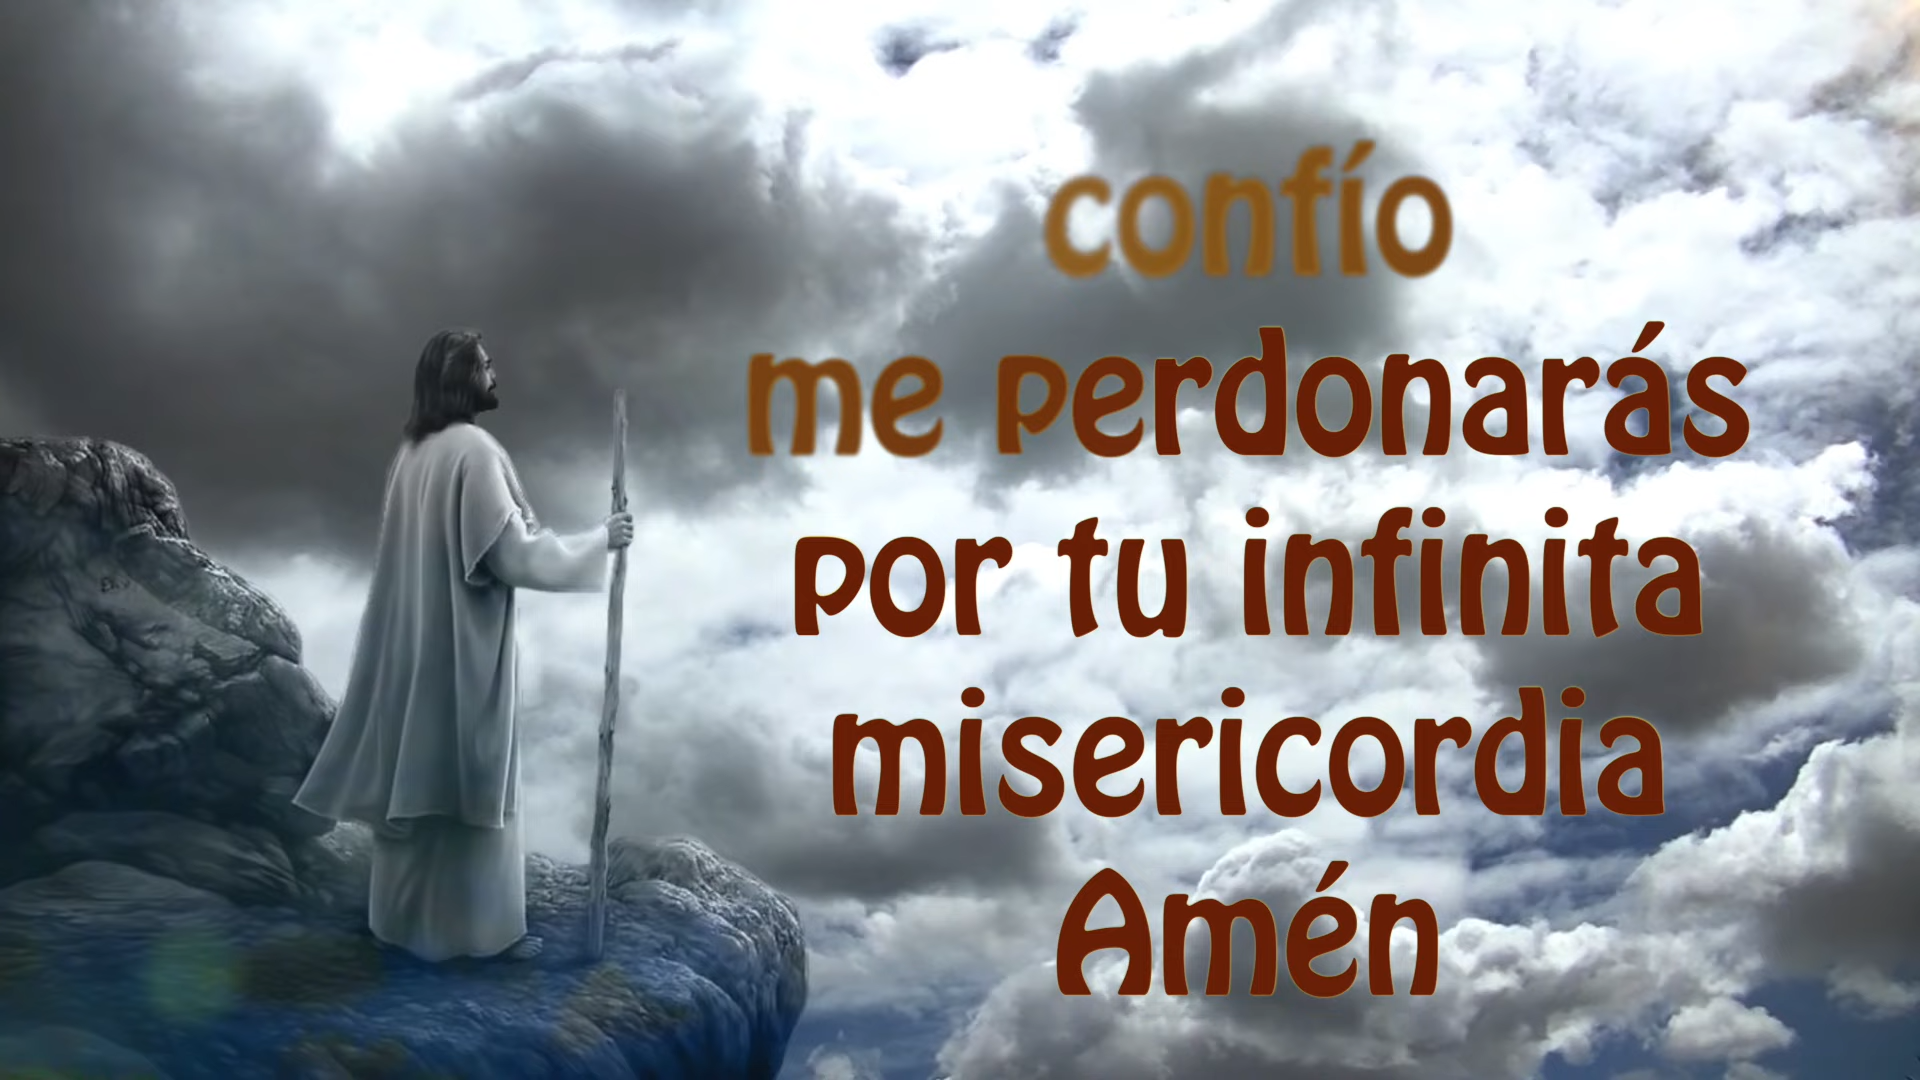 confío
me perdonarás
por tu infinita
misericordia
Amén